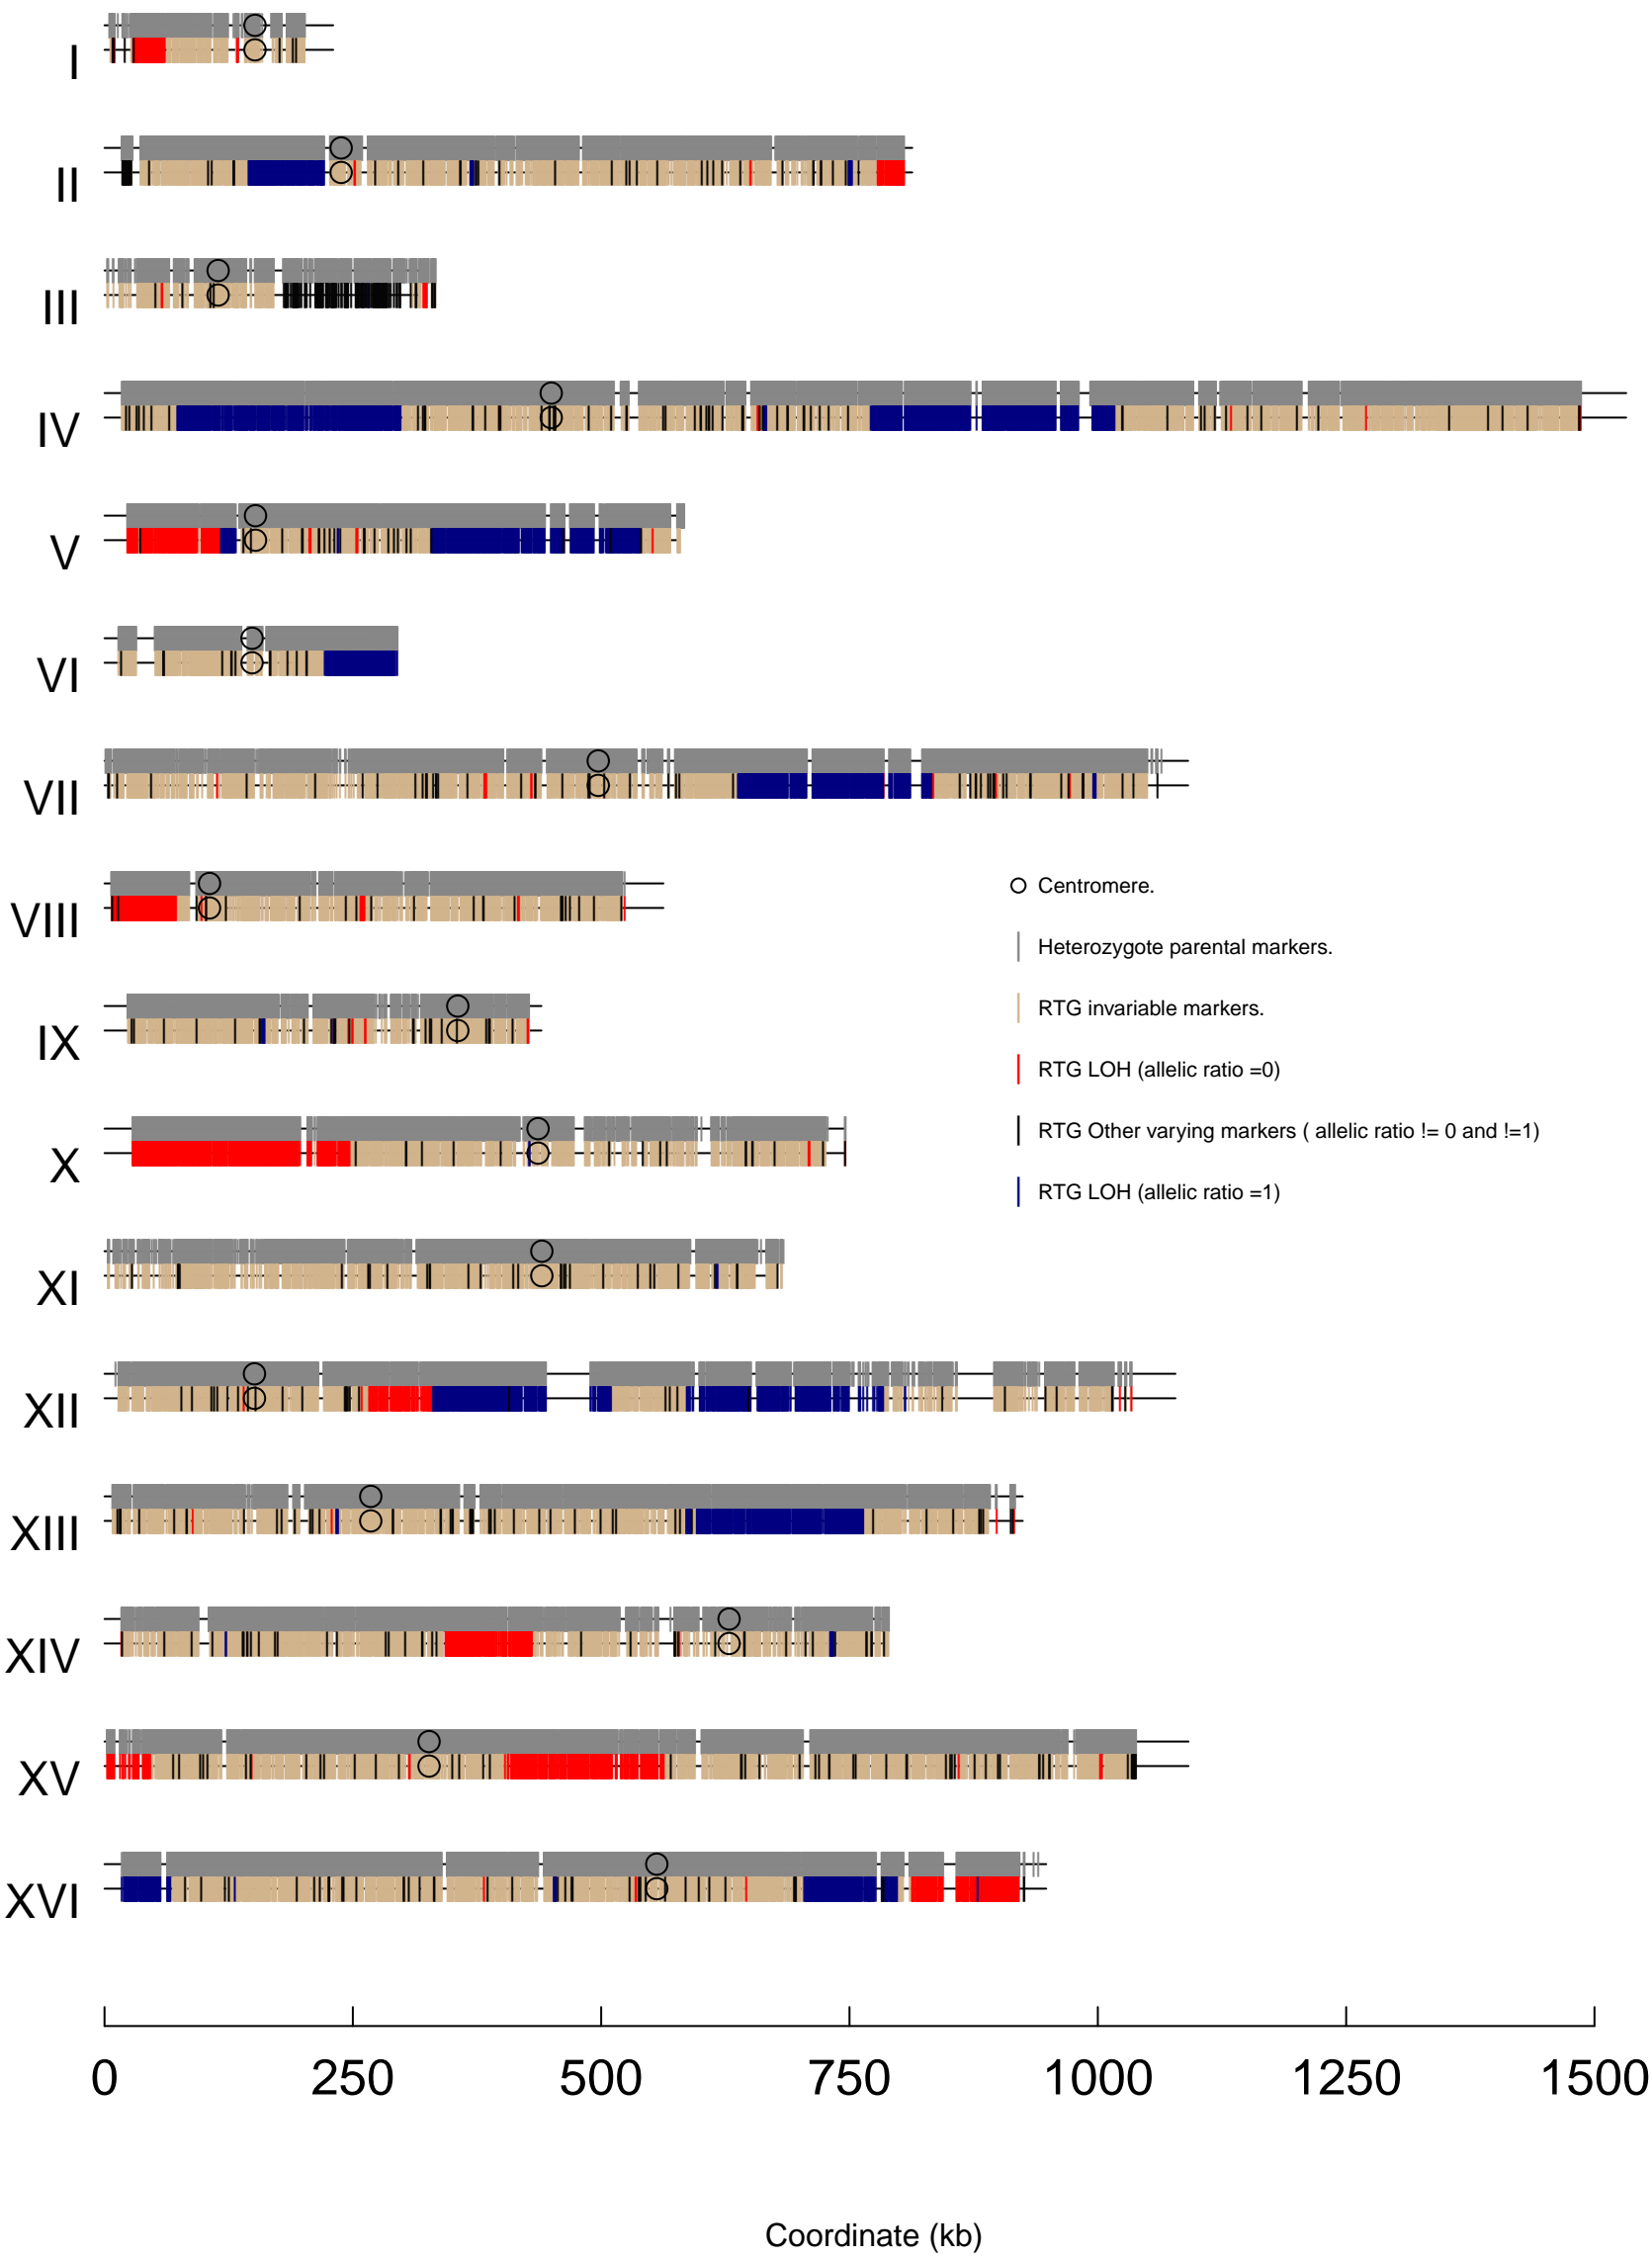 I
II
III
IV
V
VI
VII
VIII
Centromere.
Heterozygote parental markers.
IX
RTG invariable markers.
RTG LOH (allelic ratio =0)
X
RTG Other varying markers ( allelic ratio != 0 and !=1)
RTG LOH (allelic ratio =1)
XI
XII
XIII
XIV
XV
XVI
0 250 500 750 1000 1250 1500
Coordinate (kb)